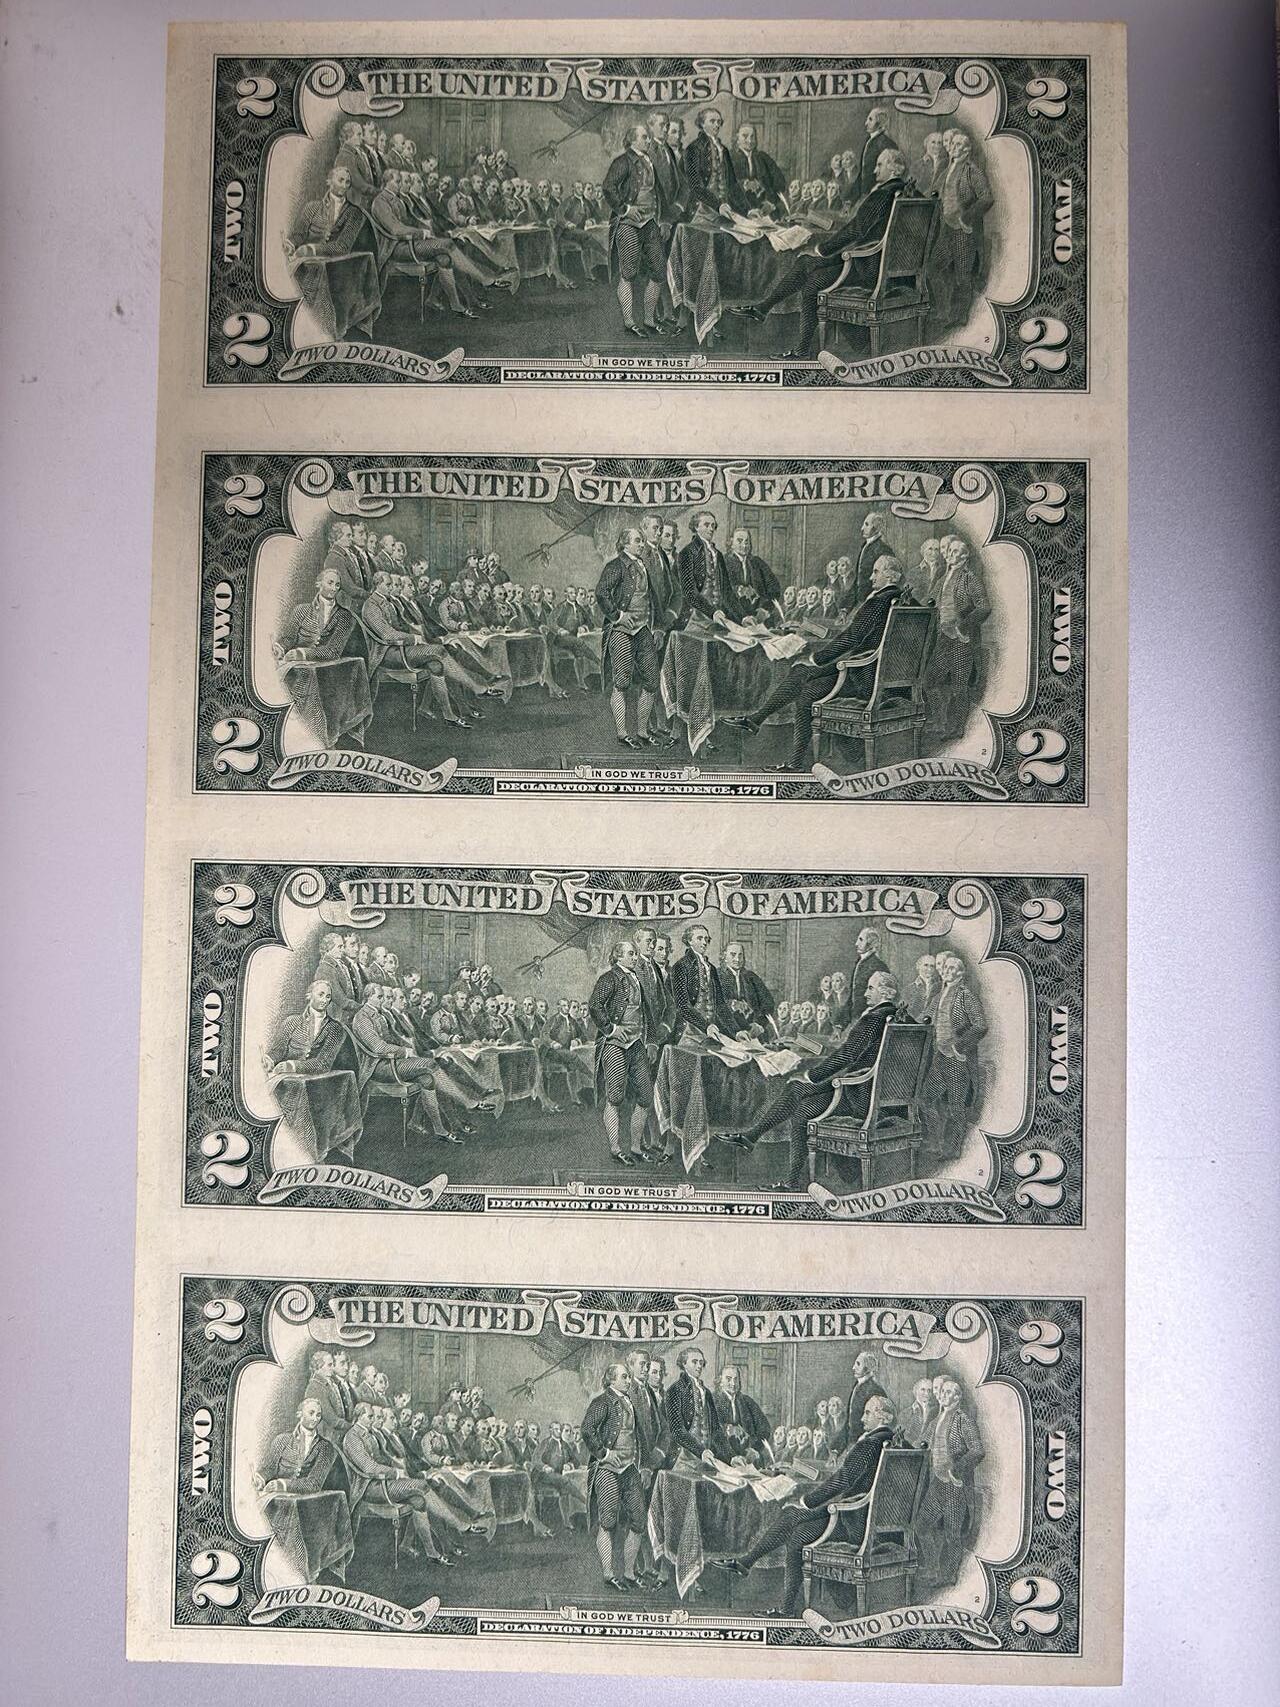 2 THE UNITED STATES OF AMERICA 2
TWO TWO
2
2 TWO DOLLARS IN GOD WE TRUST TWO DOLLARS 2
DECLARATION OF INDEPENDENCE, 1776
2 THE UNITED STATES OF AMERICA 2
TWO TWO
2
2 TWO DOLLARS IN GOD WE TRUST TWO DOLLARS 2
DECLARATION OF INDEPENDENCE, 1776
2 THE UNITED STATES OF AMERICA 2
TWO TWO
2
2 TWO DOLLARS IN GOD WE TRUST TWO DOLLARS 2
DECLARATION OF INDEPENDENCE, 1776
2 THE UNITED STATES OF AMERICA 2
TWO TWO
2
2 TWO DOLLARS IN GOD WE TRUST TWO DOLLARS 2
DECLARATION OF INDEPENDENCE, 1776